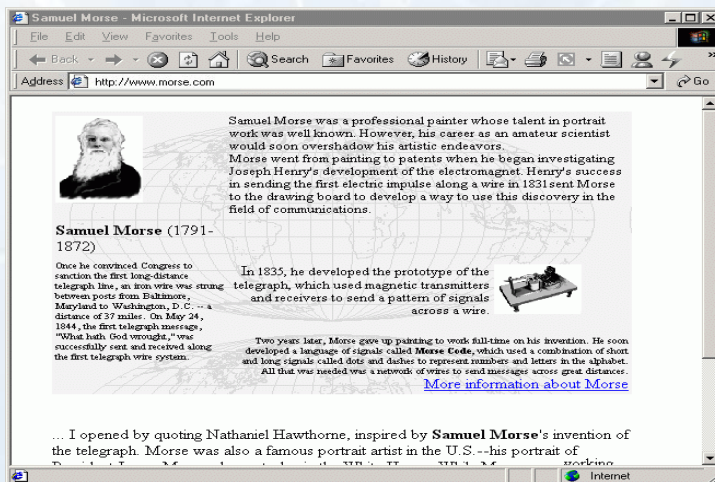 Samuel Morse - Microsoft Internet Explorer
File Edit View Favorites Tools Help
Back Search Favorites History
Address http://www.morse.com Go
Samuel Morse was a professional painter whose talent in portrait
work was well known. However, his career as an amateur scientist
would soon overshadow his artistic endeavors.
Morse went from painting to patents when he began investigating
Joseph Henry's development of the electromagnet. Henry's success
in sending the first electric impulse along a wire in 1831sent Morse
to the drawing board to develop a way to use this discovery in the
field of communications.
Samuel Morse (1791-
1872)
Once he convinced Congress to
sanction the first long-distance
telegraph line, an iron wire was strung
between posts from Baltimore,
Maryland to Washington, D.C. -- a
distance of 37 miles. On May 24,
1844, the first telegraph message,
"What hath God wrought," was
successfully sent and received along
the first telegraph wire system.
In 1835, he developed the prototype of the
telegraph, which used magnetic transmitters
and receivers to send a pattern of signals
across a wire.
Two years later, Morse gave up painting to work full-time on his invention. He soon
developed a language of signals called Morse Code, which used a combination of short
and long signals called dots and dashes to represent numbers and letters in the alphabet.
All that was needed was a network of wires to send messages across great distances.
More information about Morse
... I opened by quoting Nathaniel Hawthorne, inspired by Samuel Morse's invention of
the telegraph. Morse was also a famous portrait artist in the U.S.--his portrait of
working
Internet